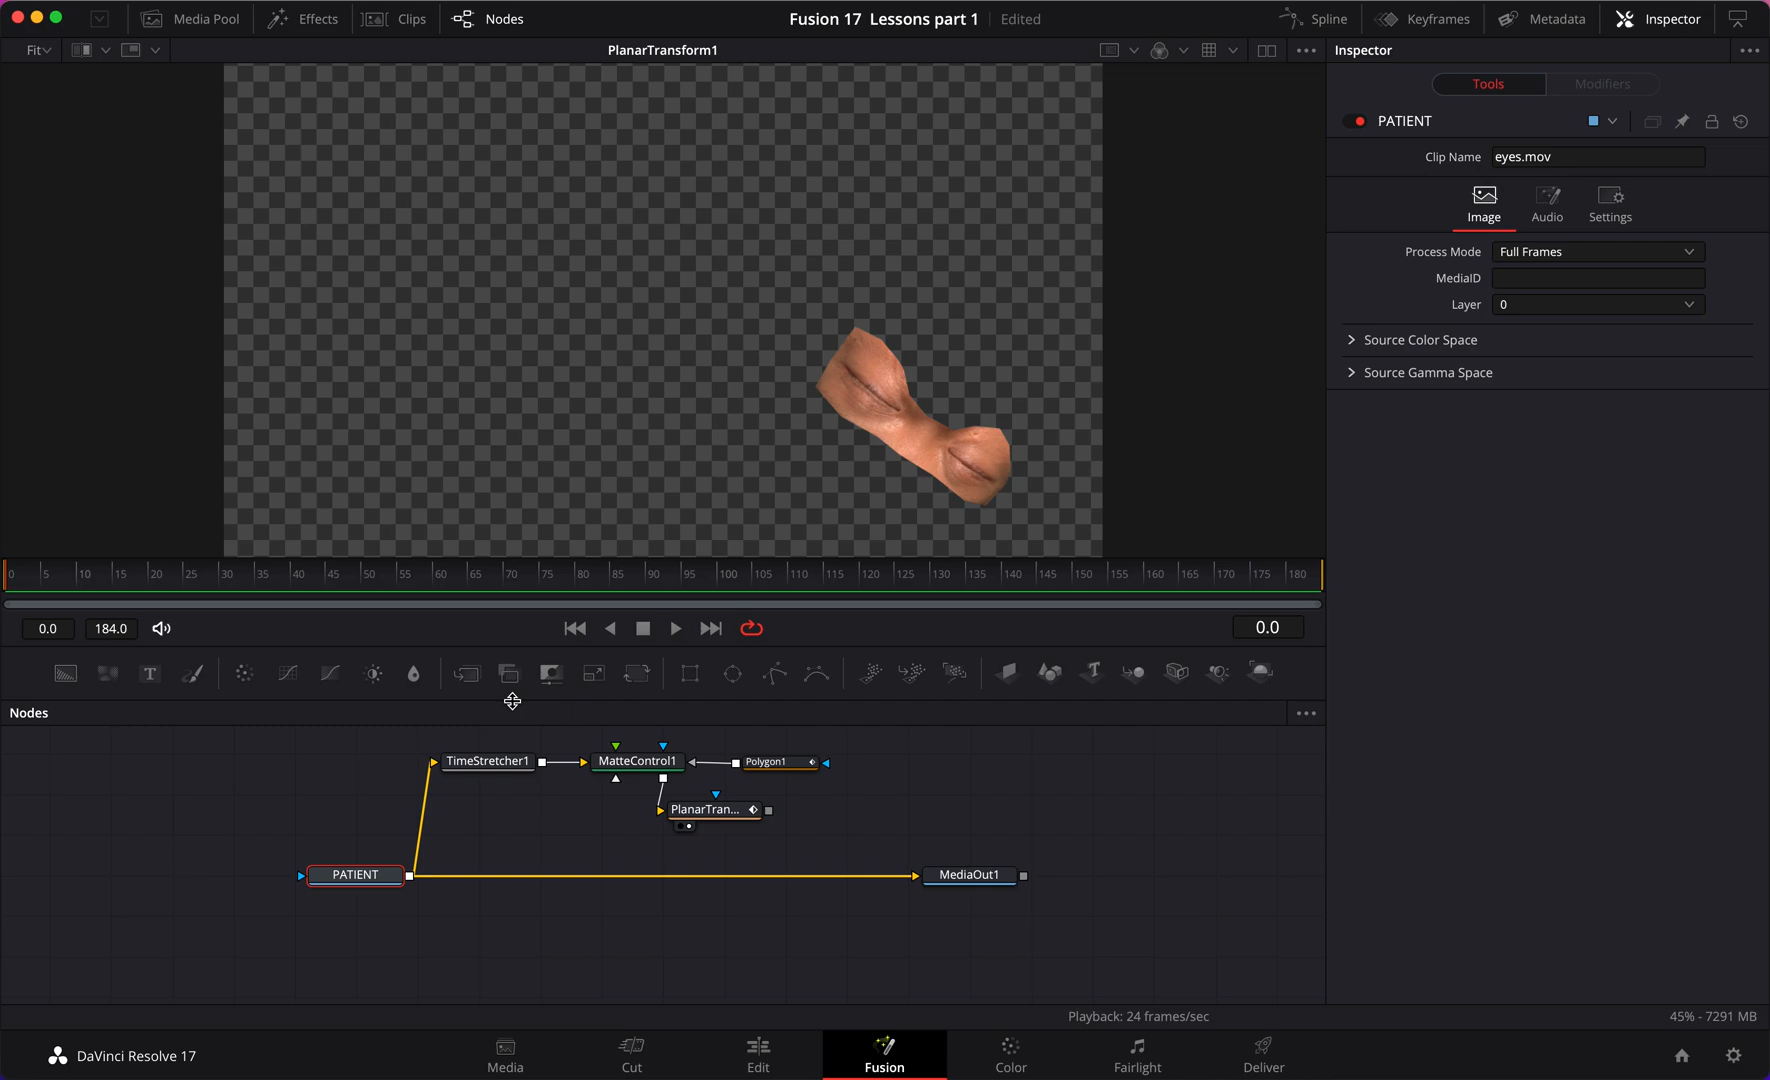 Media Pool
Effects
Clips
Nodes
Fusion 17 Lessons part 1
Edited
Spline
Keyframes
Metadata
Inspector
Fit
PlanarTransform1
Inspector
Tools
Modifiers
PATIENT
Clip Name
eyes.mov
Image
Audio
Settings
Process Mode
Full Frames
MediaID
Layer
0
Source Color Space
Source Gamma Space
0 5 10 15 20 25 30 35 40 45 50 55 60 65 70 75 80 85 90 95 100 105 110 115 120 125 130 135 140 145 150 155 160 165 170 175 180
0.0
184.0
0.0
T
T
Nodes
TimeStretcher1
MatteControl1
Polygon1
PlanarTran...
PATIENT
MediaOut1
Playback: 24 frames/sec
45% - 7291 MB
DaVinci Resolve 17
Media
Cut
Edit
Fusion
Color
Fairlight
Deliver